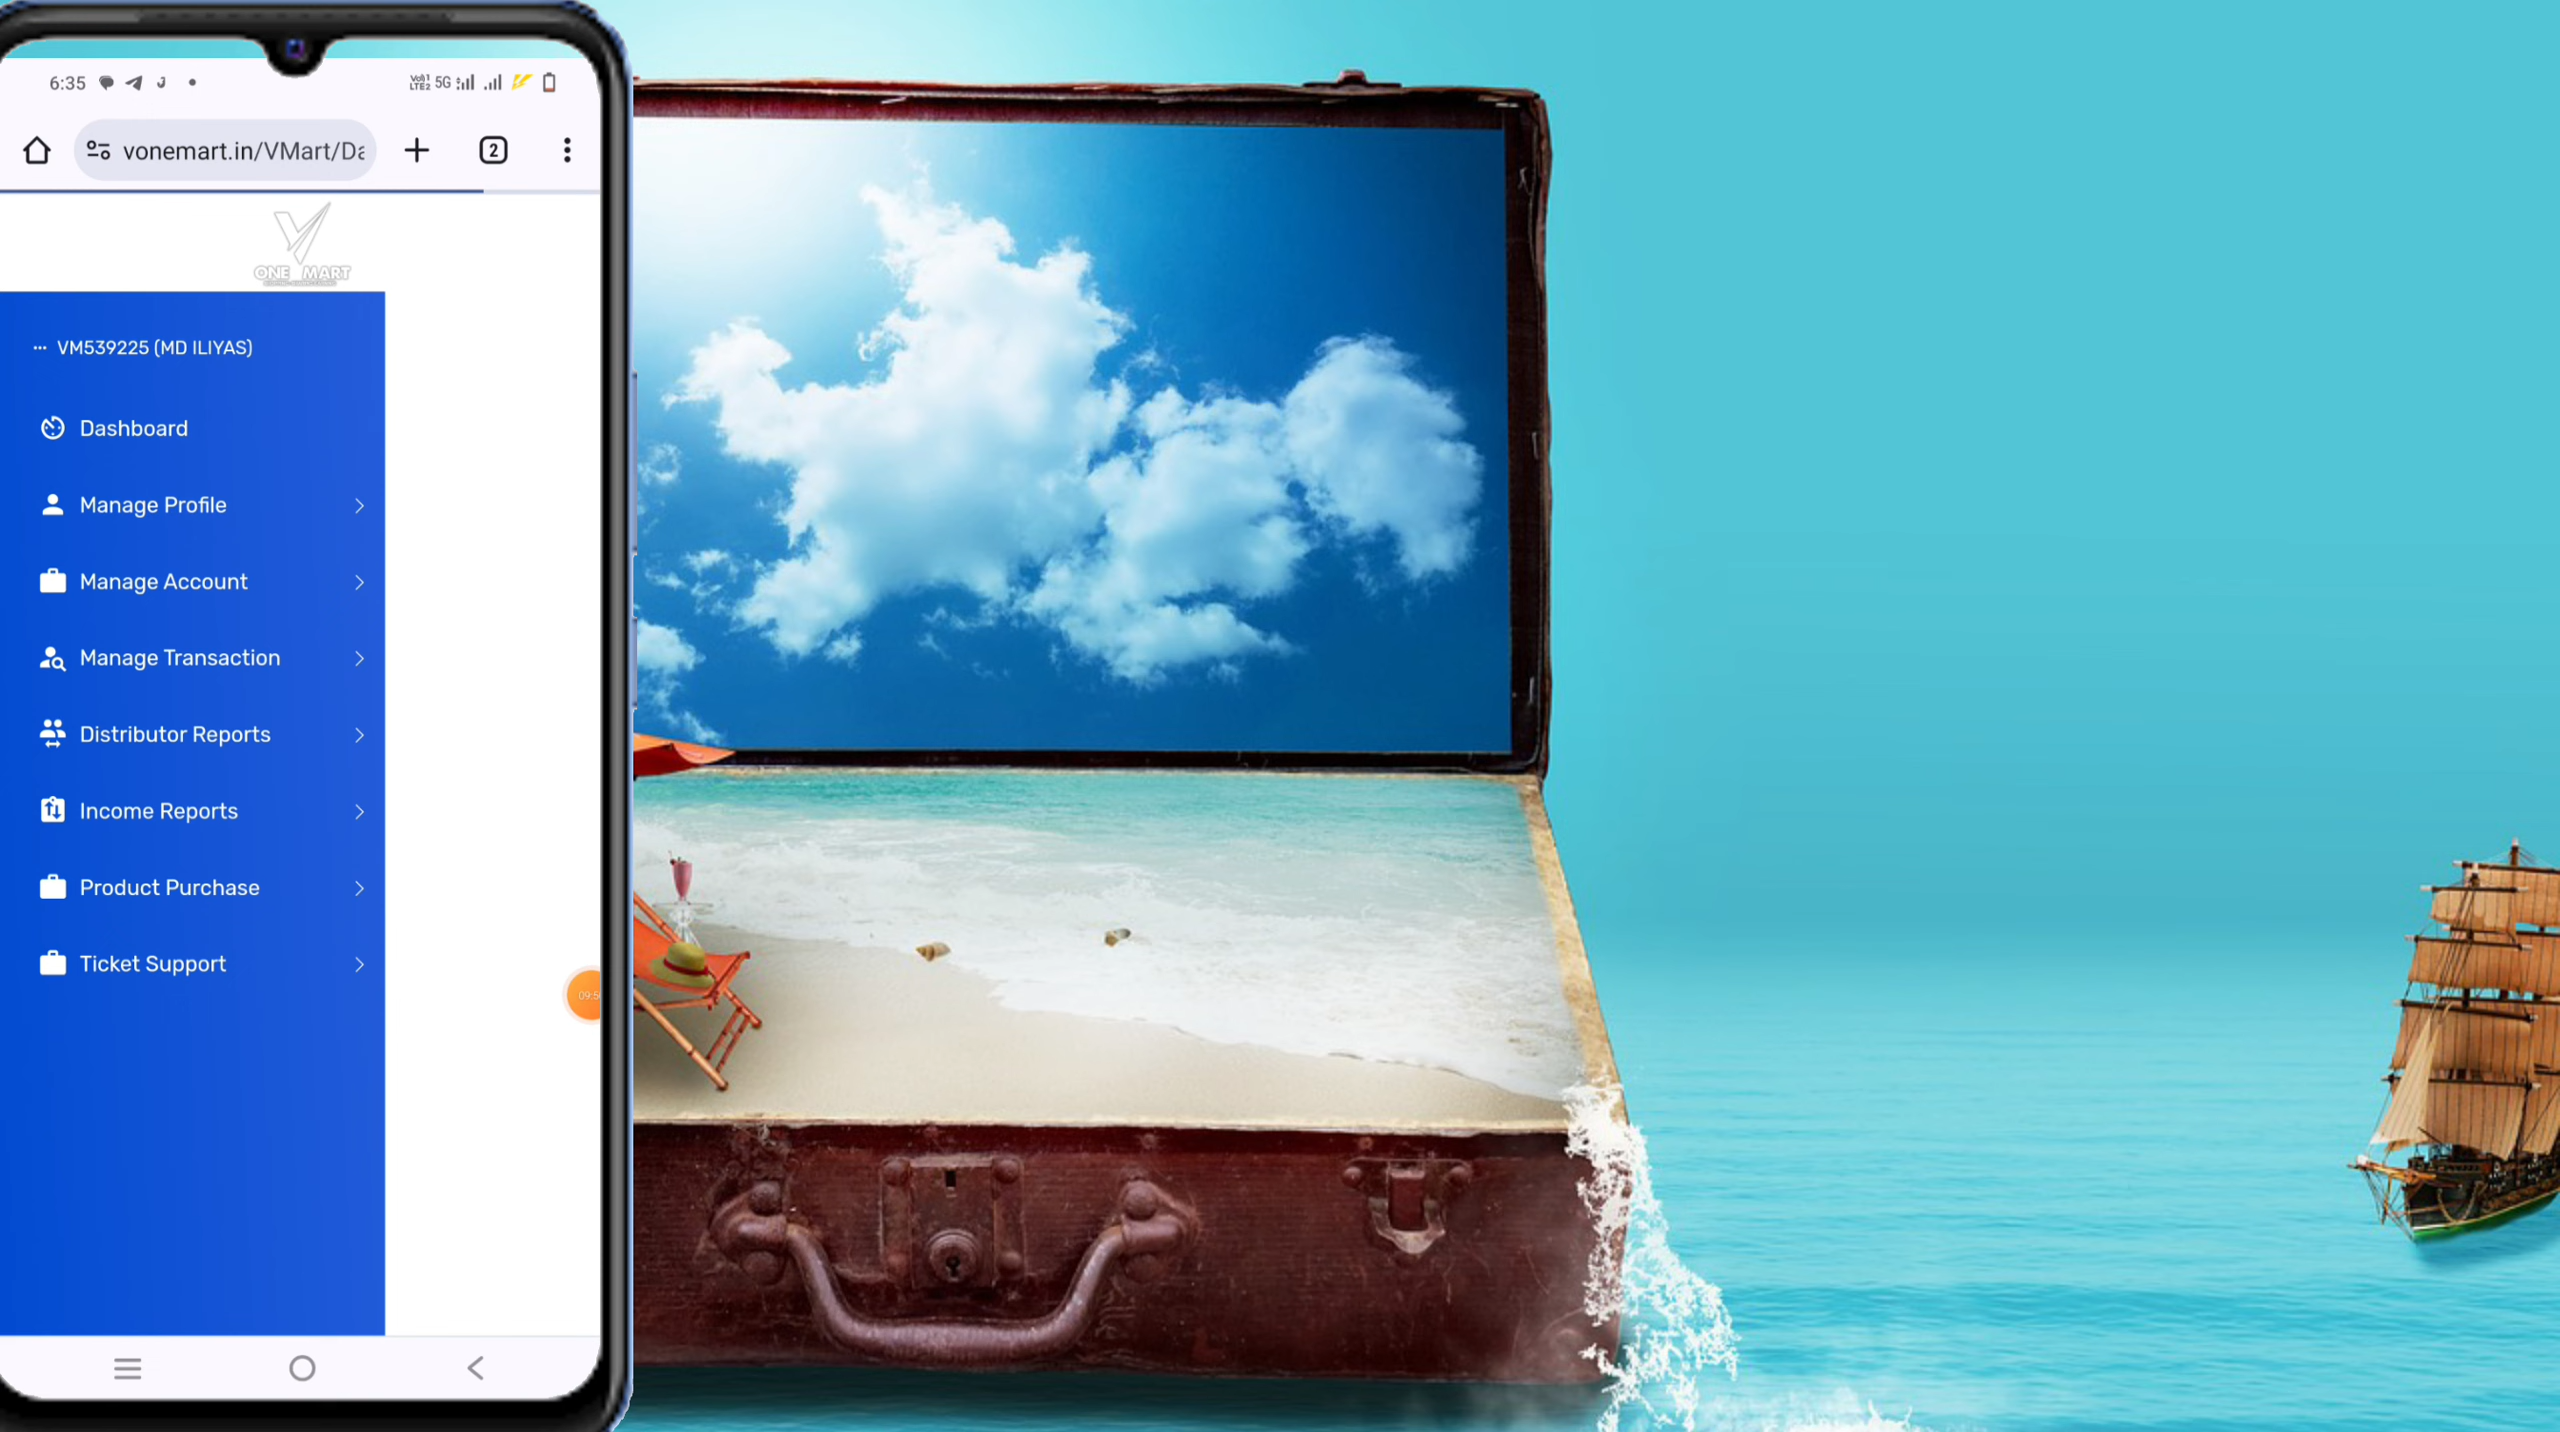 6:35
5G
vonemart.in/VMart/Da
2
ONE MART
VM539225 (MD ILIYAS)
Dashboard
Manage Profile
Manage Account
Manage Transaction
Distributor Reports
Income Reports
Product Purchase
Ticket Support